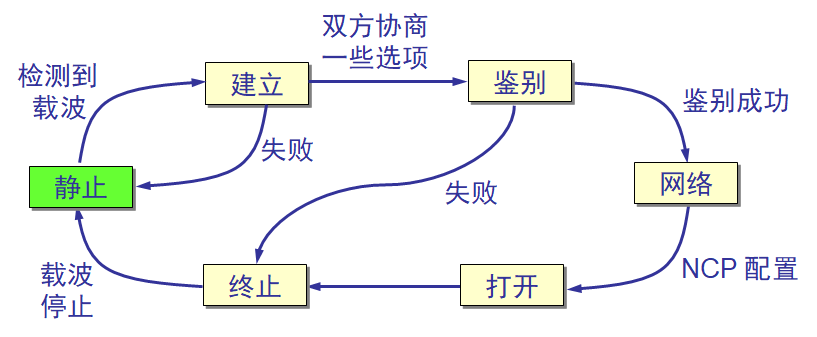 双方协商
一些选项
检测到
载波
建立
鉴别
鉴别成功
失败
静止
失败
网络
载波
停止
终止
打开
NCP 配置